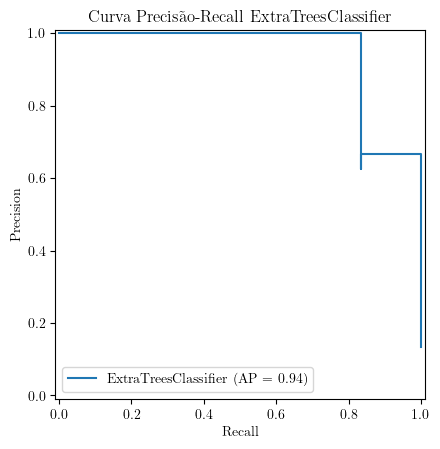 Curva Precisão-Recall ExtraTreesClassifier
1.0
0.8
0.6
0.4
0.2
0.0
Precision
ExtraTreesClassifier (AP = 0.94)
0.0 0.2 0.4 0.6 0.8 1.0
Recall